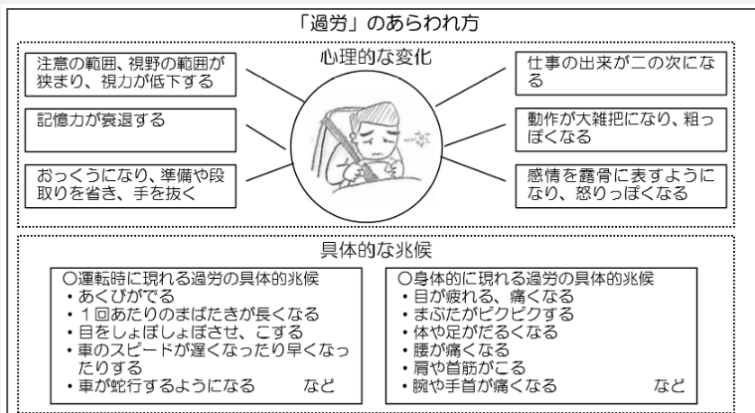 「過労」のあらわれ方
心理的な変化
注意の範囲、視野の範囲が
狭まり、視力が低下する
記憶力が衰退する
おっくうになり、準備や段
取りを省き、手を抜く
仕事の出来が二の次にな
る
動作が大雑把になり、粗っ
ぽくなる
感情を露骨に表すように
なり、怒りっぽくなる
具体的な兆候
○運転時に現れる過労の具体的兆候
・あくびがでる
・１回あたりのまばたきが長くなる
・目をしょぼしょぼさせ、こする
・車のスピードが遅くなったり早くなっ
たりする
・車が蛇行するようになる　　など
○身体的に現れる過労の具体的兆候
・目が疲れる、痛くなる
・まぶたがピクピクする
・体や足がだるくなる
・腰が痛くなる
・肩や首筋がこる
・腕や手首が痛くなる　　など